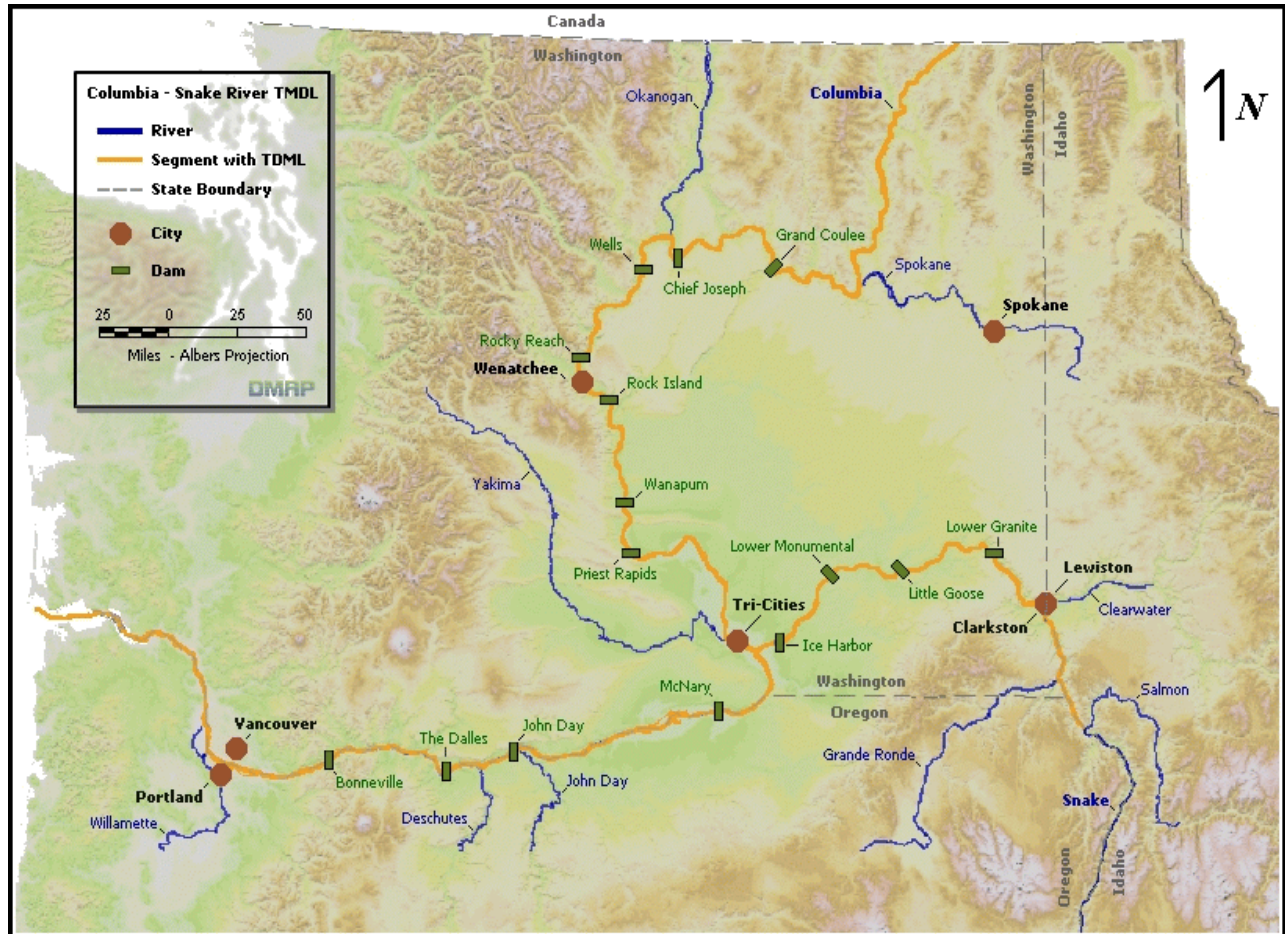 Canada
Washington
Columbia - Snake River TMDL
River
Segment with TDML
State Boundary
City
Dam
25 0 25 50
Miles - Albers Projection
DMRP
N
Okanogan
Columbia
Washington
Idaho
Wells
Grand Coulee
Chief Joseph
Spokane
Spokane
Rocky Reach
Wenatchee
Rock Island
Yakima
Wanapum
Priest Rapids
Lower Monumental
Lower Granite
Little Goose
Lewiston
Clearwater
Clarkston
Tri-Cities
Ice Harbor
McNary
Washington
Oregon
Salmon
Vancouver
The Dalles
John Day
Grande Ronde
Bonneville
John Day
Portland
Snake
Willamette
Deschutes
Oregon
Idaho